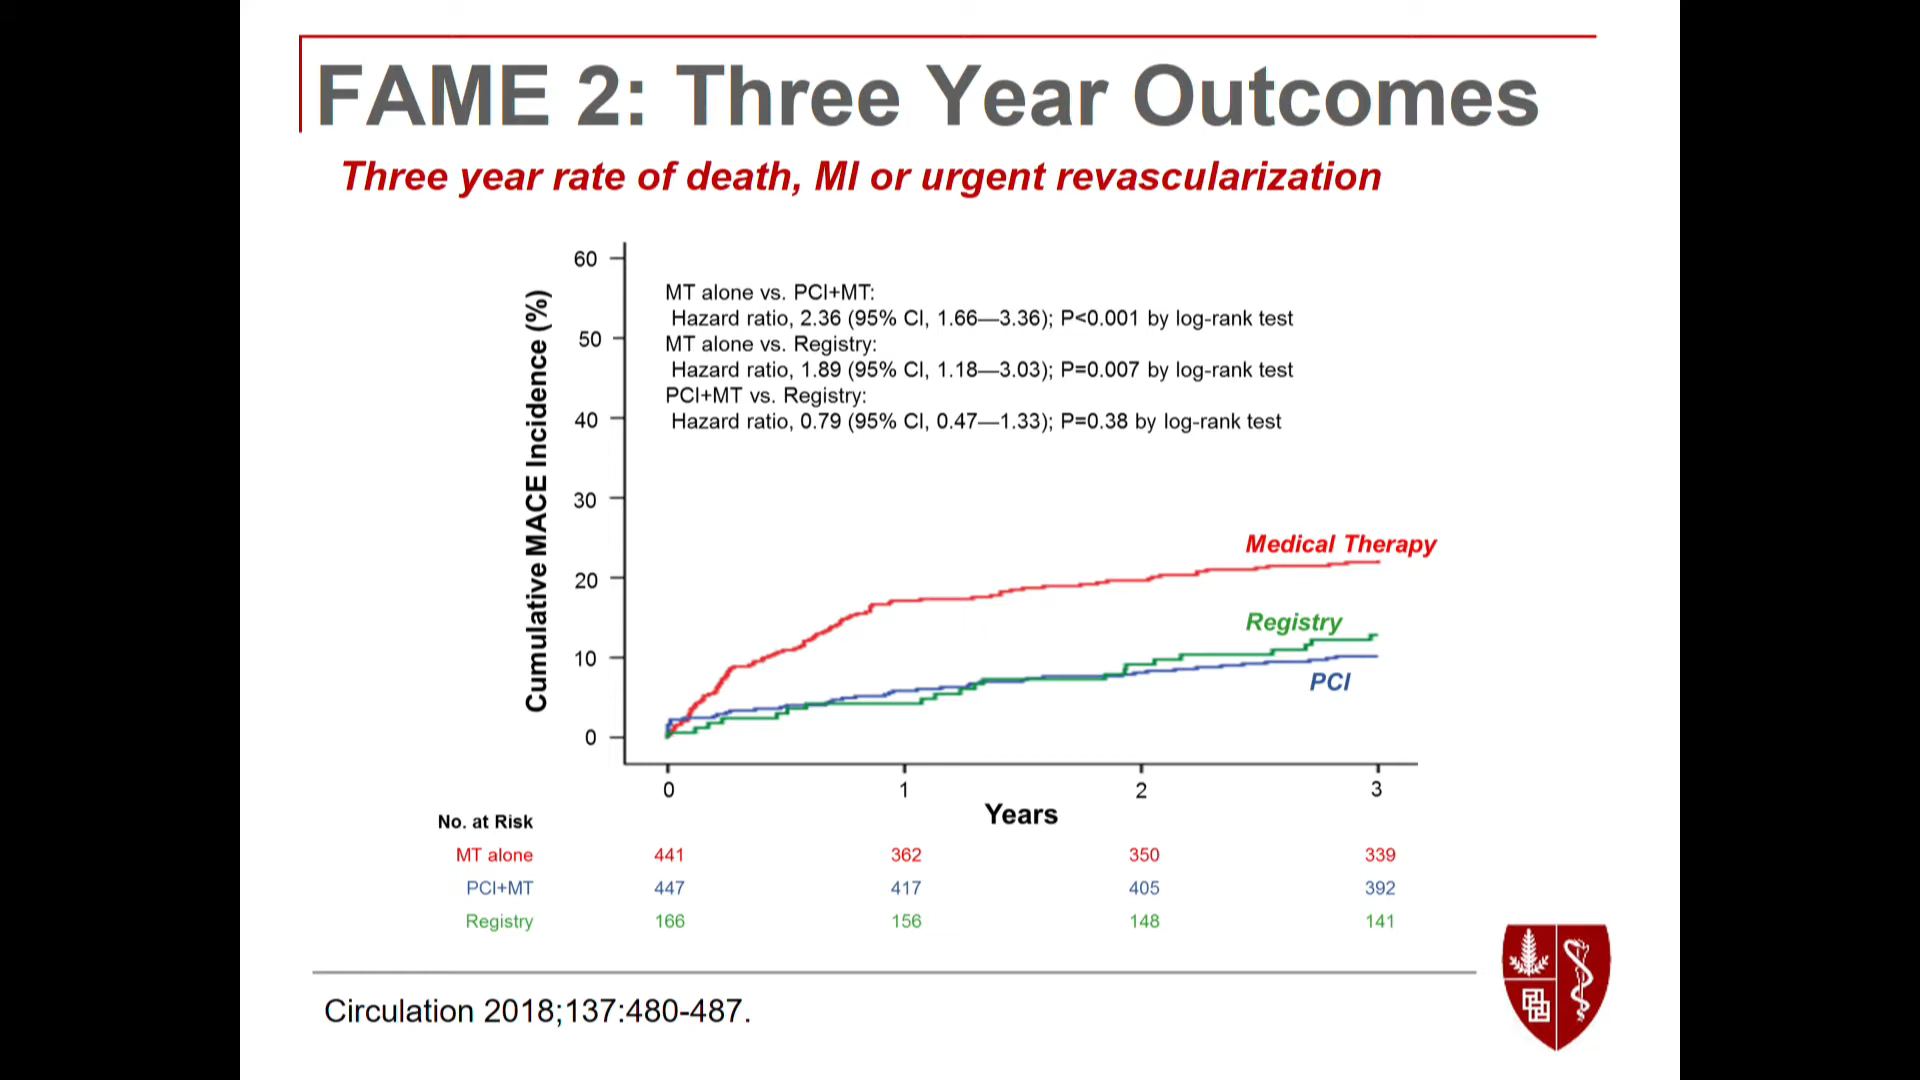 FAME 2: Three Year Outcomes
Three year rate of death, MI or urgent revascularization
Cumulative MACE Incidence (%)
60
50
40
30
20
10
0
MT alone vs. PCI+MT:
Hazard ratio, 2.36 (95% CI, 1.66—3.36); P<0.001 by log-rank test
MT alone vs. Registry:
Hazard ratio, 1.89 (95% CI, 1.18—3.03); P=0.007 by log-rank test
PCI+MT vs. Registry:
Hazard ratio, 0.79 (95% CI, 0.47—1.33); P=0.38 by log-rank test
Medical Therapy
Registry
PCI
0 1 2 3
Years
No. at Risk
MT alone 441 362 350 339
PCI+MT 447 417 405 392
Registry 166 156 148 141
Circulation 2018;137:480-487.